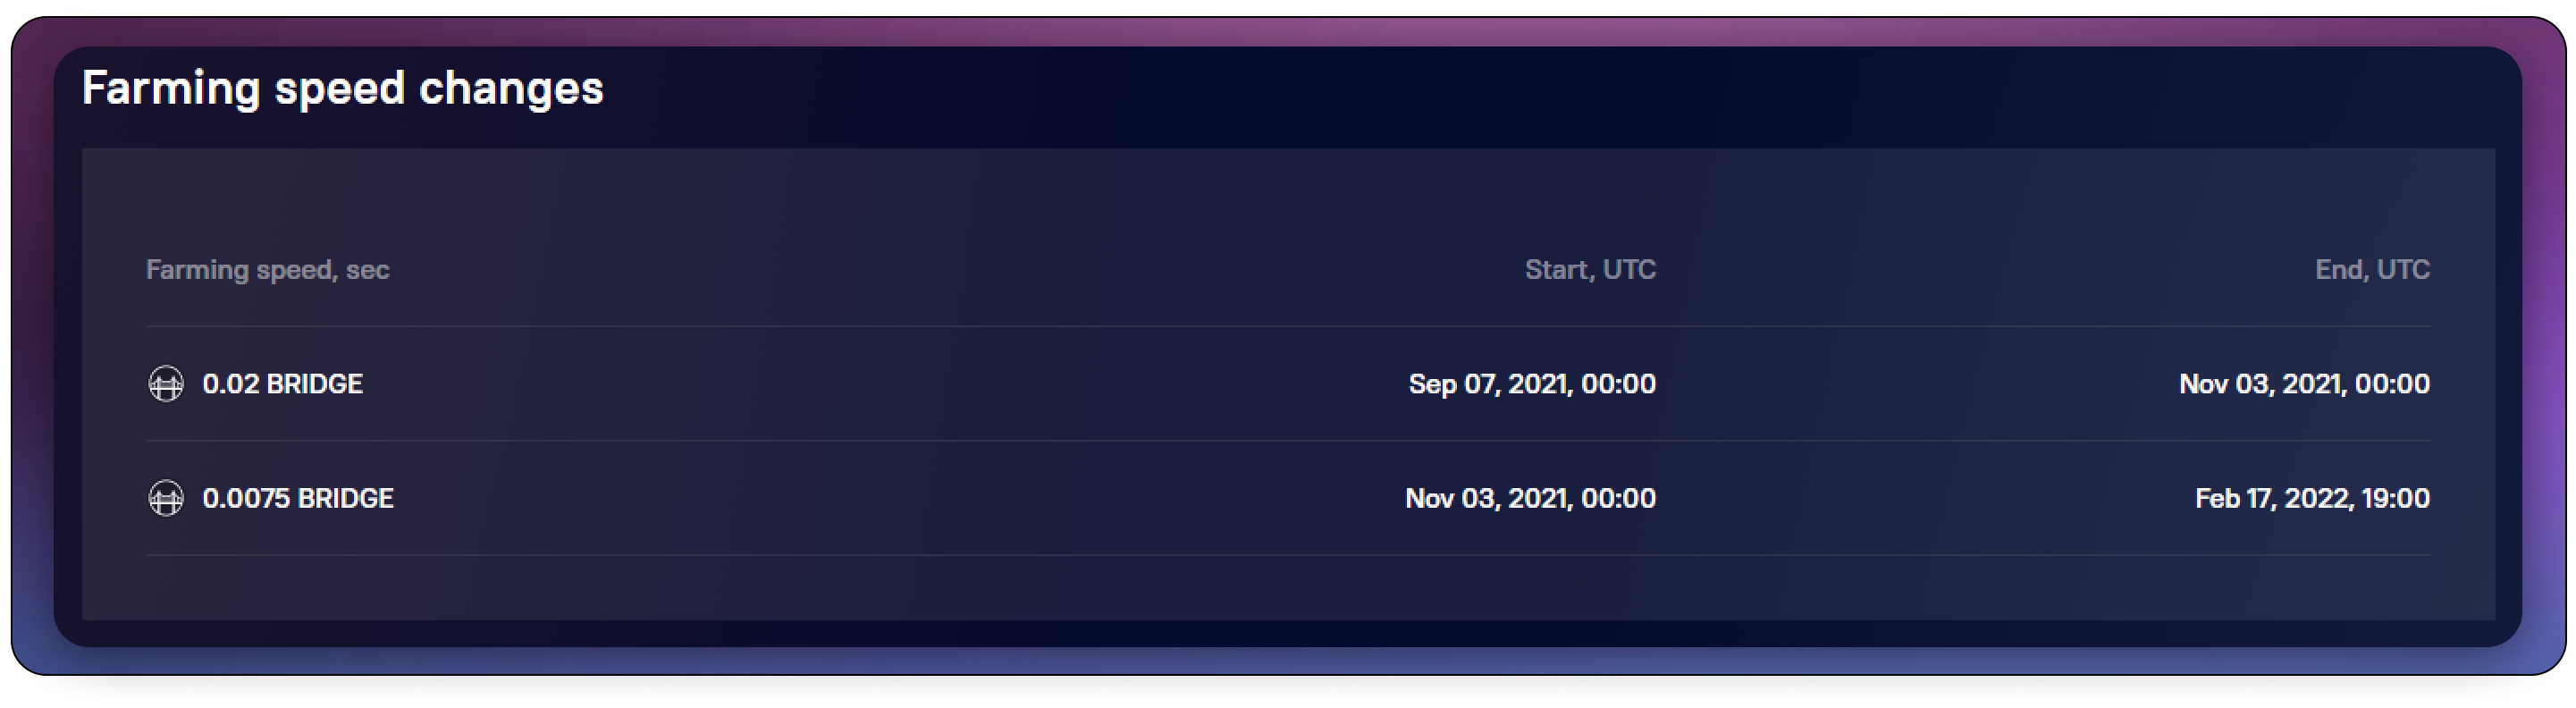 Farming speed changes
Farming speed, sec Start, UTC End, UTC
0.02 BRIDGE Sep 07, 2021, 00:00 Nov 03, 2021, 00:00
0.0075 BRIDGE Nov 03, 2021, 00:00 Feb 17, 2022, 19:00